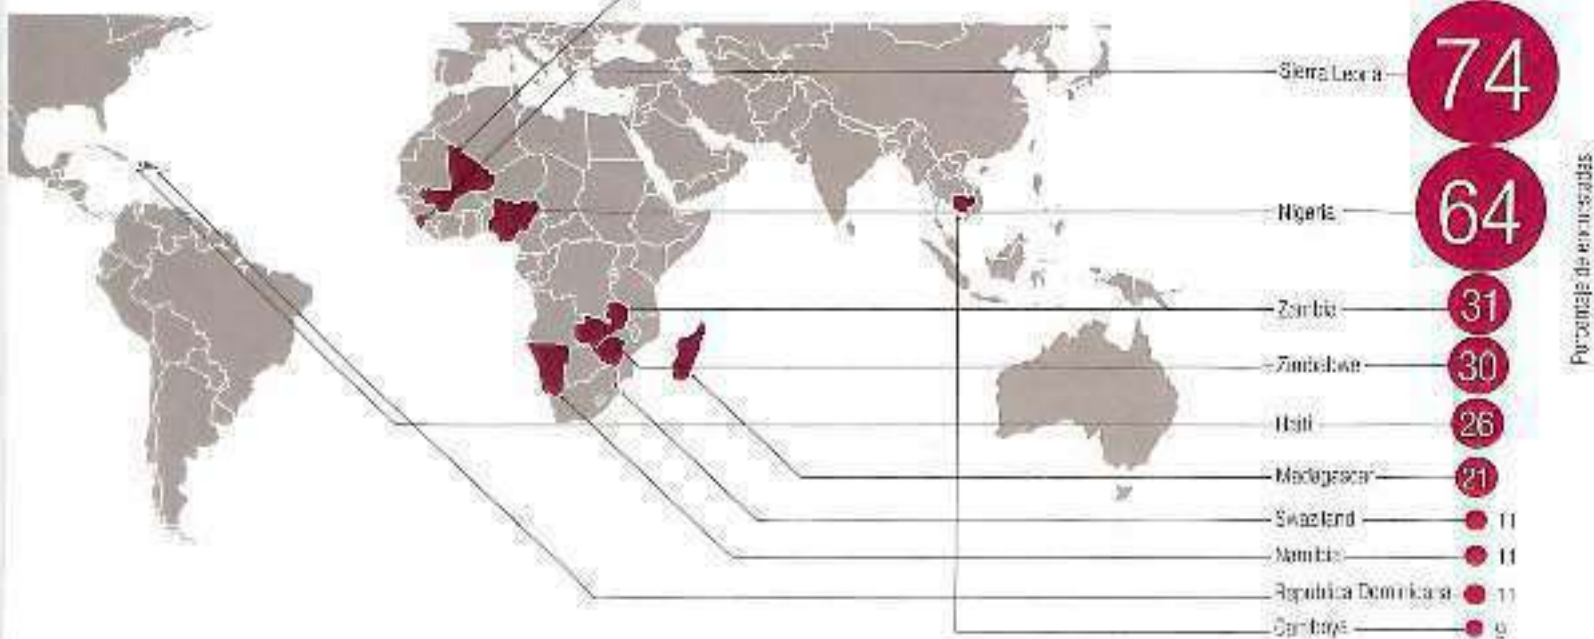 Sierra Leona 74
Nigeria 64
Zambia 31
Zimbabwe 30
Haití 26
Madagascar 21
Swaziland 11
Namibia 11
República Dominicana 11
Camboya 9
Porcentaje de encuestadas